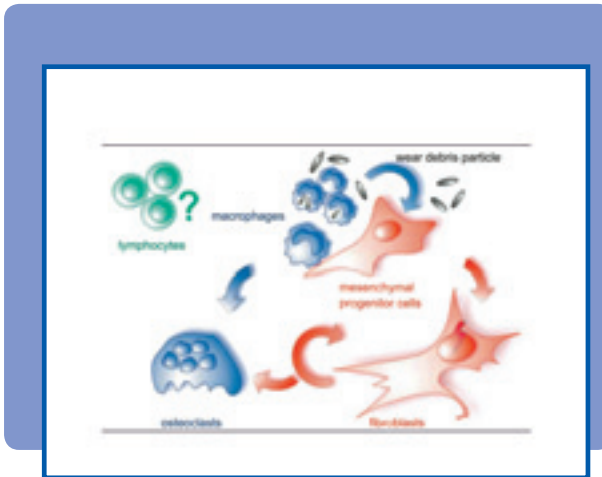 wear debris particle
?
macrophages
lymphocytes
mesenchymal
progenitor cells
osteoclasts
fibroblasts